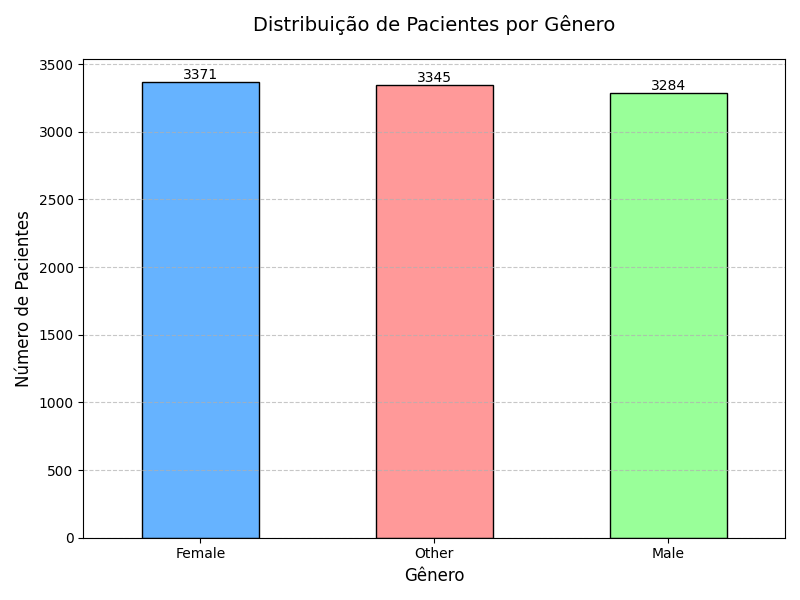 Distribuição de Pacientes por Gênero
Número de Pacientes
3500
3000
2500
2000
1500
1000
500
0
3371
3345
3284
Female
Other
Male
Gênero